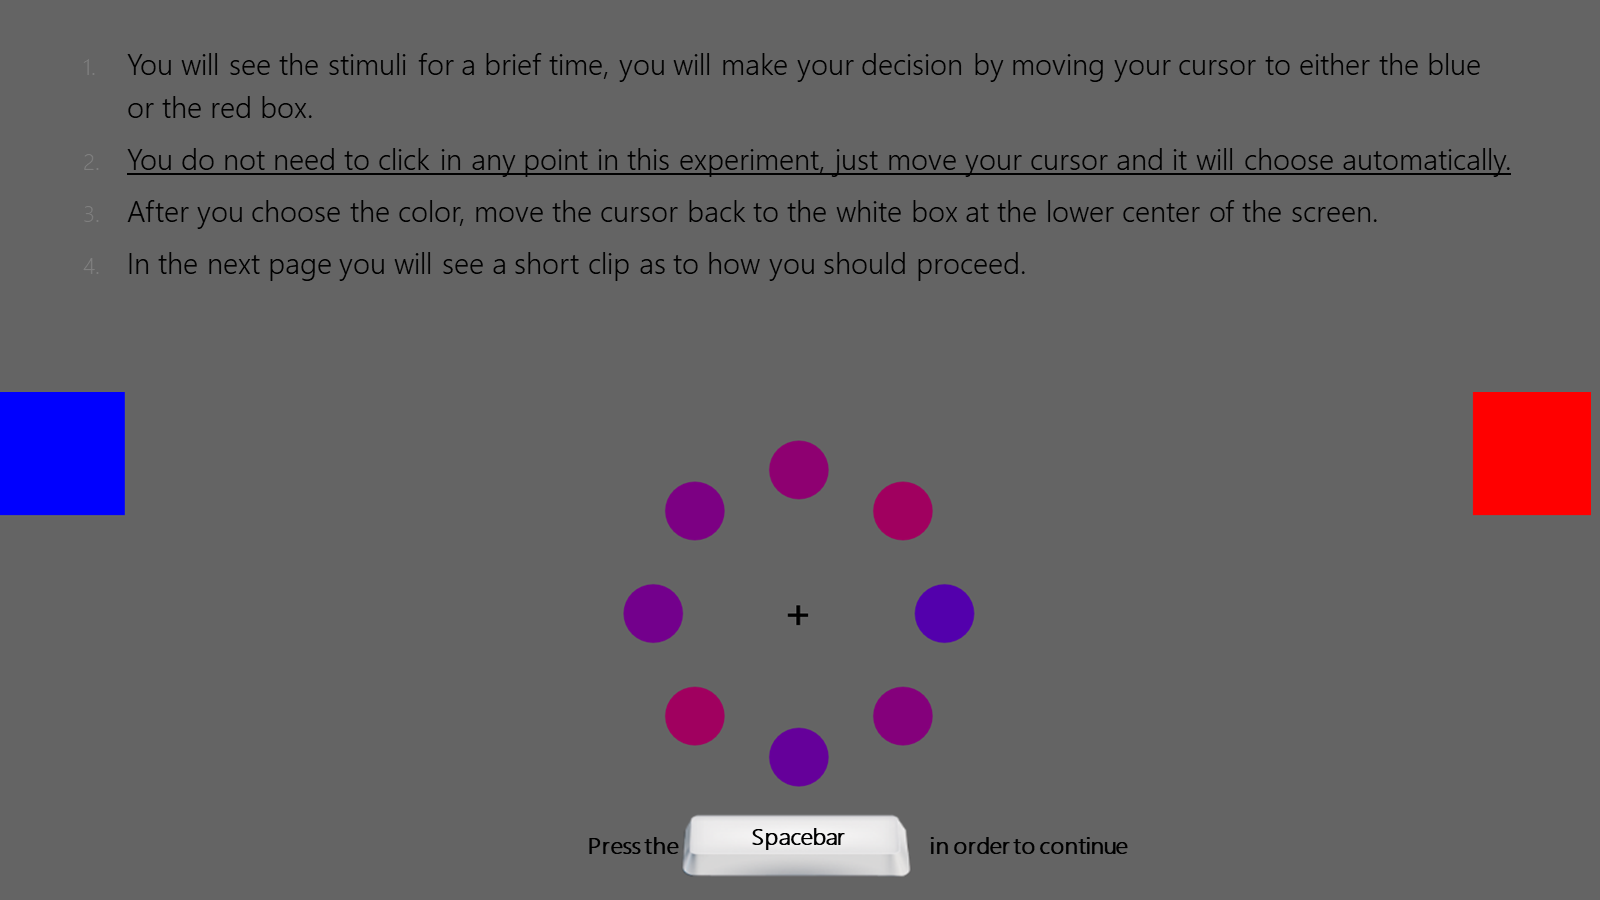 1. You will see the stimuli for a brief time, you will make your decision by moving your cursor to either the blue
or the red box.
2. You do not need to click in any point in this experiment, just move your cursor and it will choose automatically.
3. After you choose the color, move the cursor back to the white box at the lower center of the screen.
4. In the next page you will see a short clip as to how you should proceed.
+
Press the Spacebar in order to continue